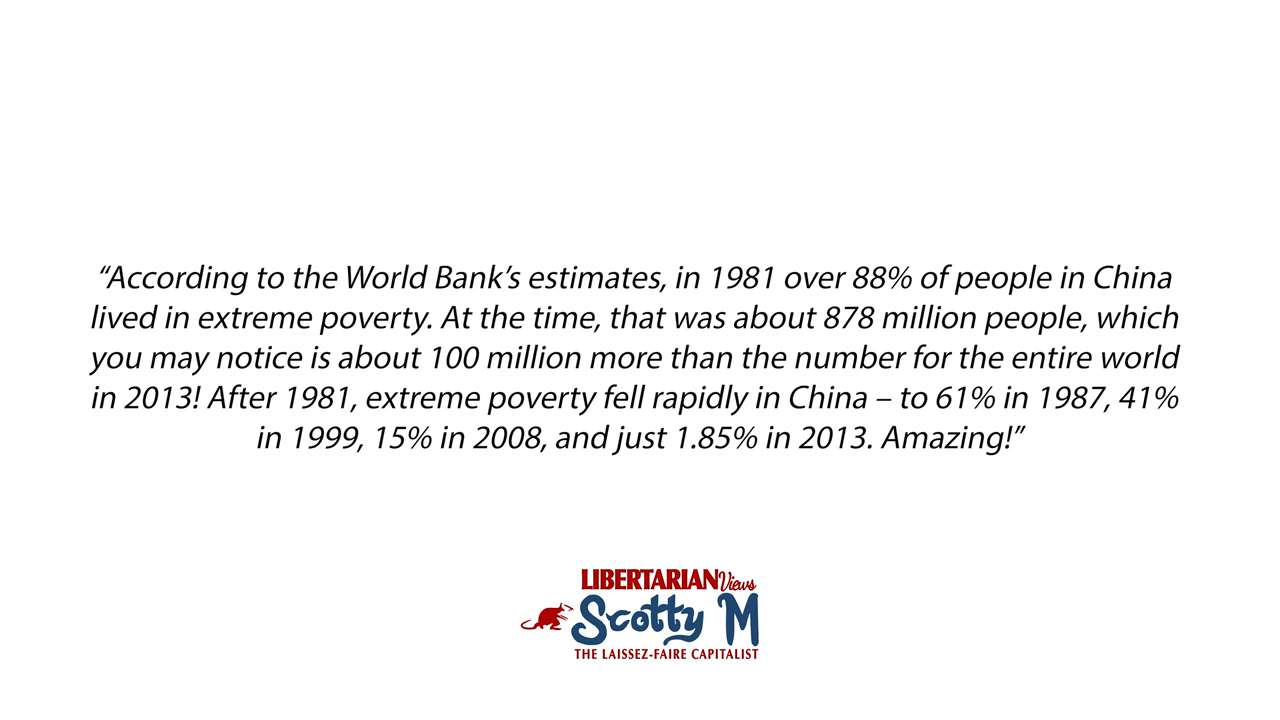 “According to the World Bank’s estimates, in 1981 over 88% of people in China
lived in extreme poverty. At the time, that was about 878 million people, which
you may notice is about 100 million more than the number for the entire world
in 2013! After 1981, extreme poverty fell rapidly in China – to 61% in 1987, 41%
in 1999, 15% in 2008, and just 1.85% in 2013. Amazing!”
LIBERTARIAN Views
Scotty M
THE LAISSEZ-FAIRE CAPITALIST